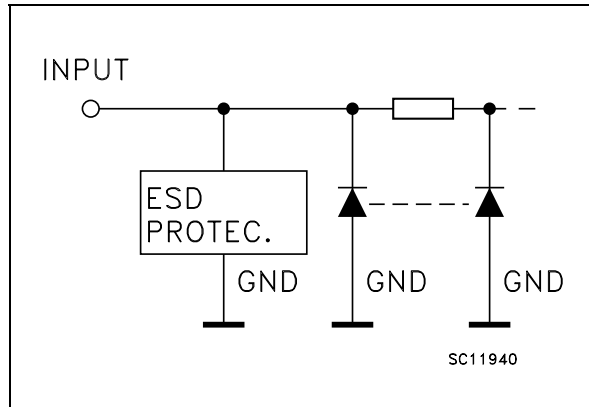 INPUT
ESD
PROTEC.
GND GND GND
SC11940